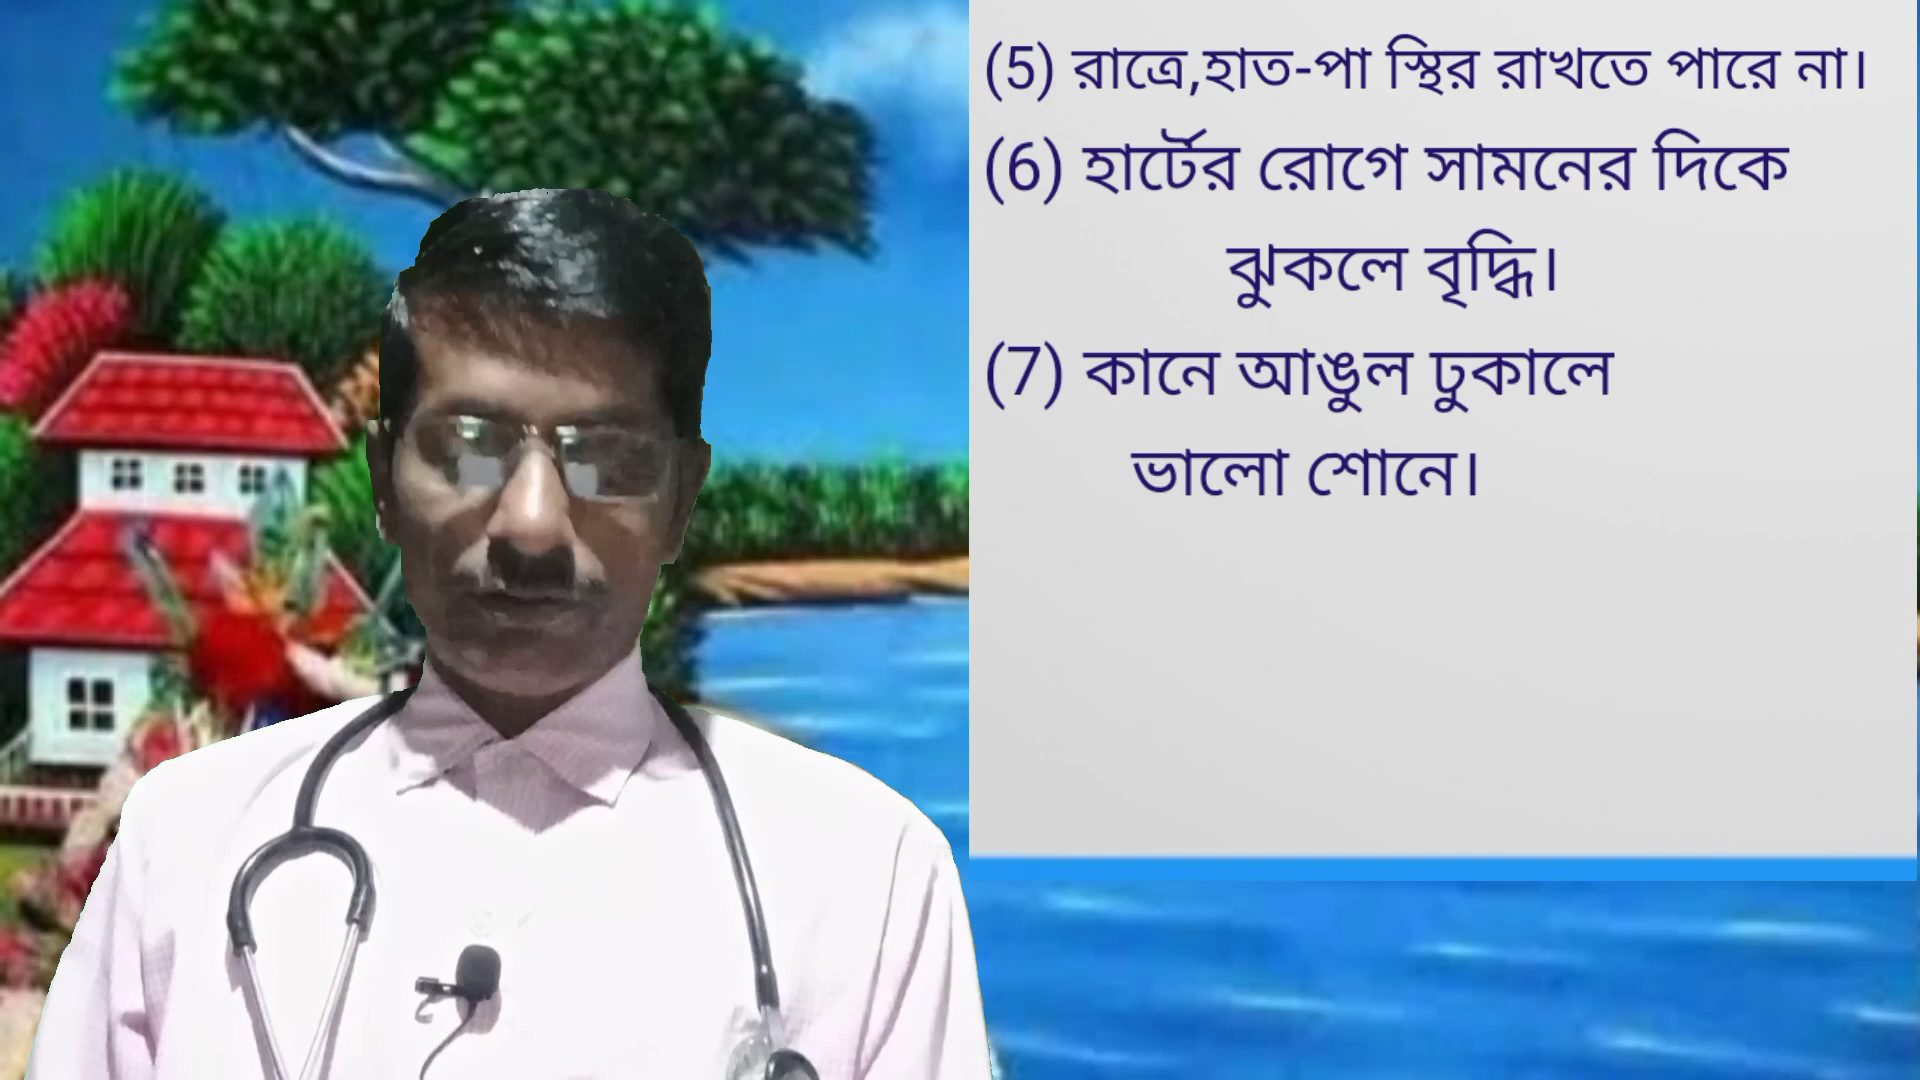 (5) রাত্রে,হাত-পা স্থির রাখতে পারে না।
(6) হার্টের রোগে সামনের দিকে
ঝুকলে বৃদ্ধি।
(7) কানে আঙুল ঢুকালে
ভালো শোনে।